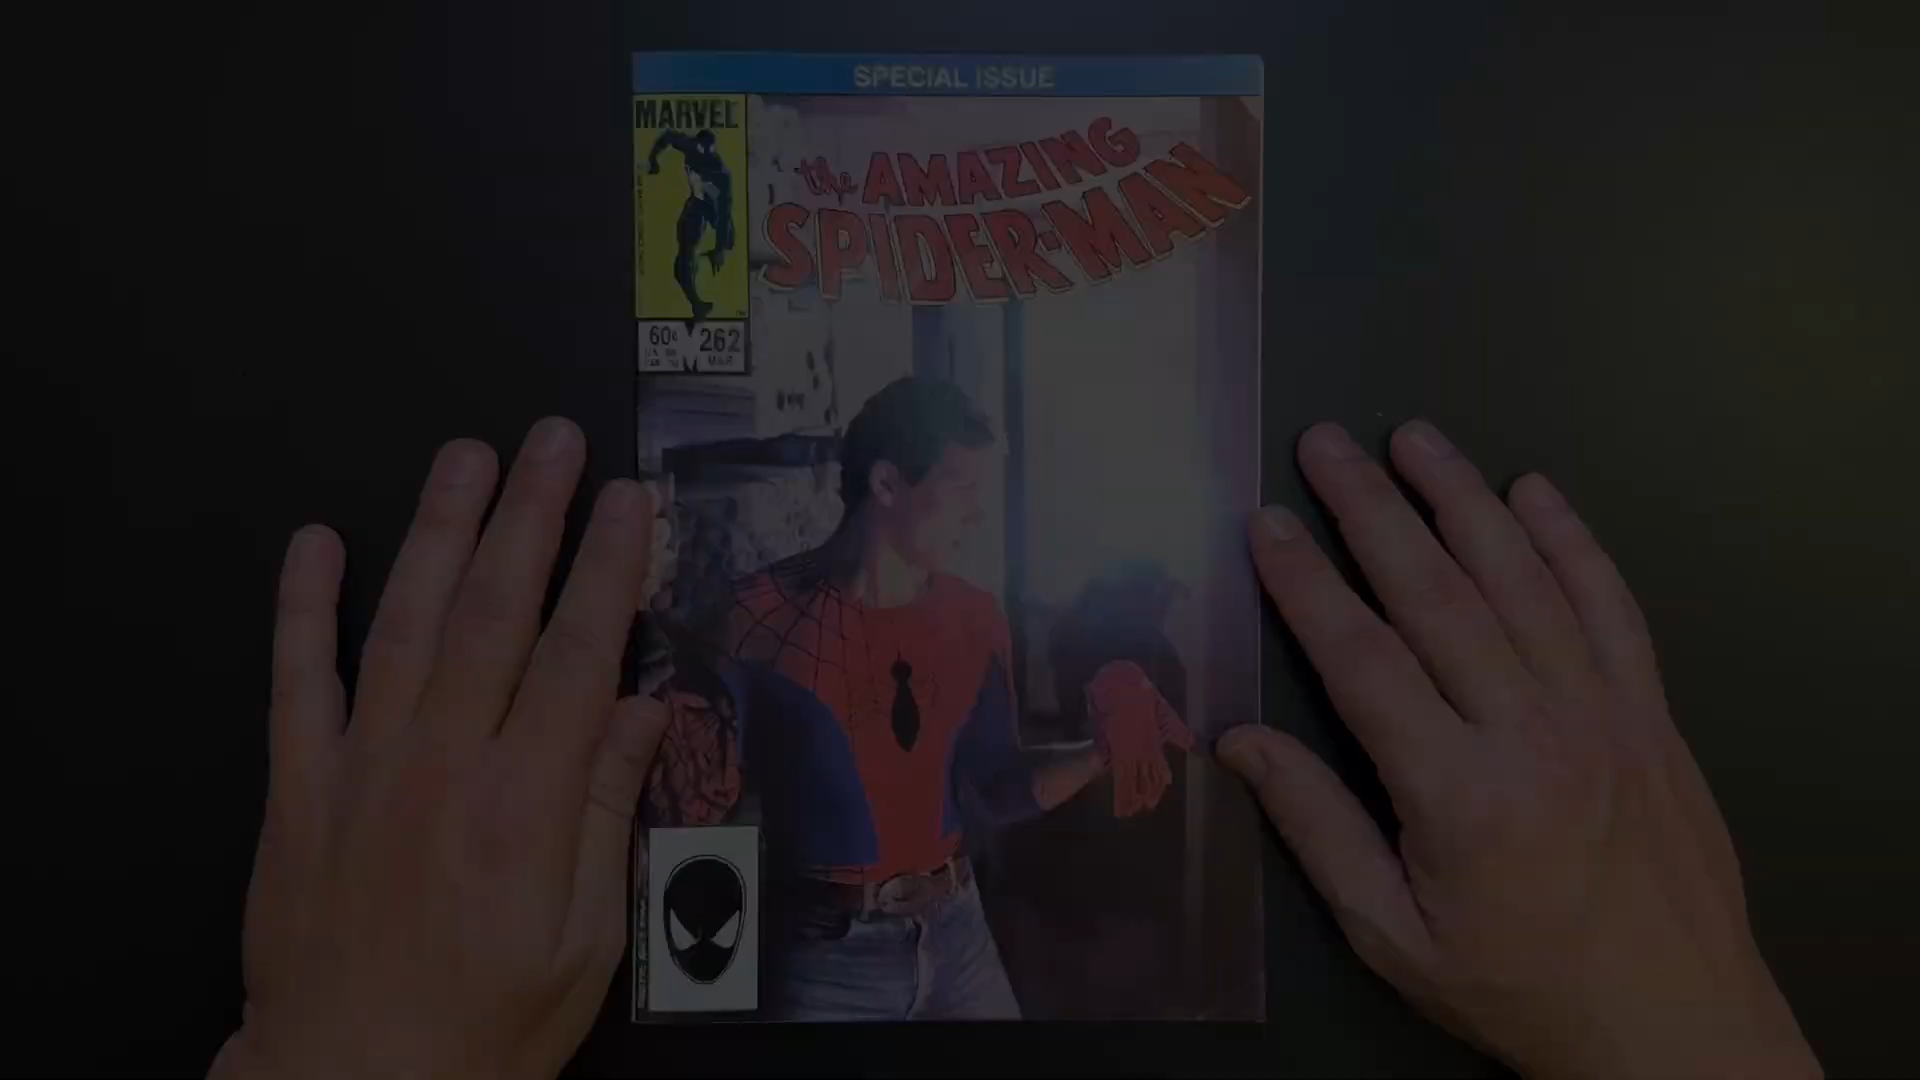 SPECIAL ISSUE
MARVEL
the AMAZING
SPIDER-MAN
60¢
262
MAR